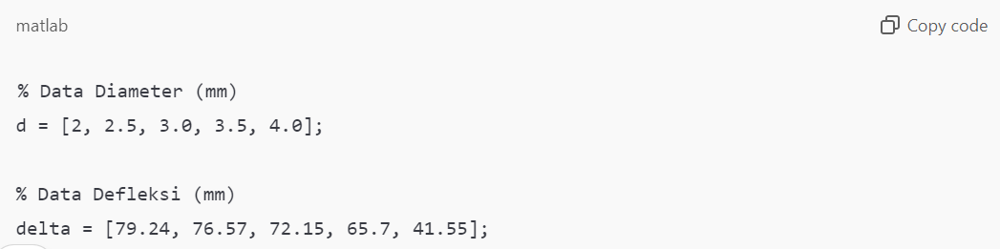 matlab
Copy code
% Data Diameter (mm)
d = [2, 2.5, 3.0, 3.5, 4.0];
% Data Defleksi (mm)
delta = [79.24, 76.57, 72.15, 65.7, 41.55];